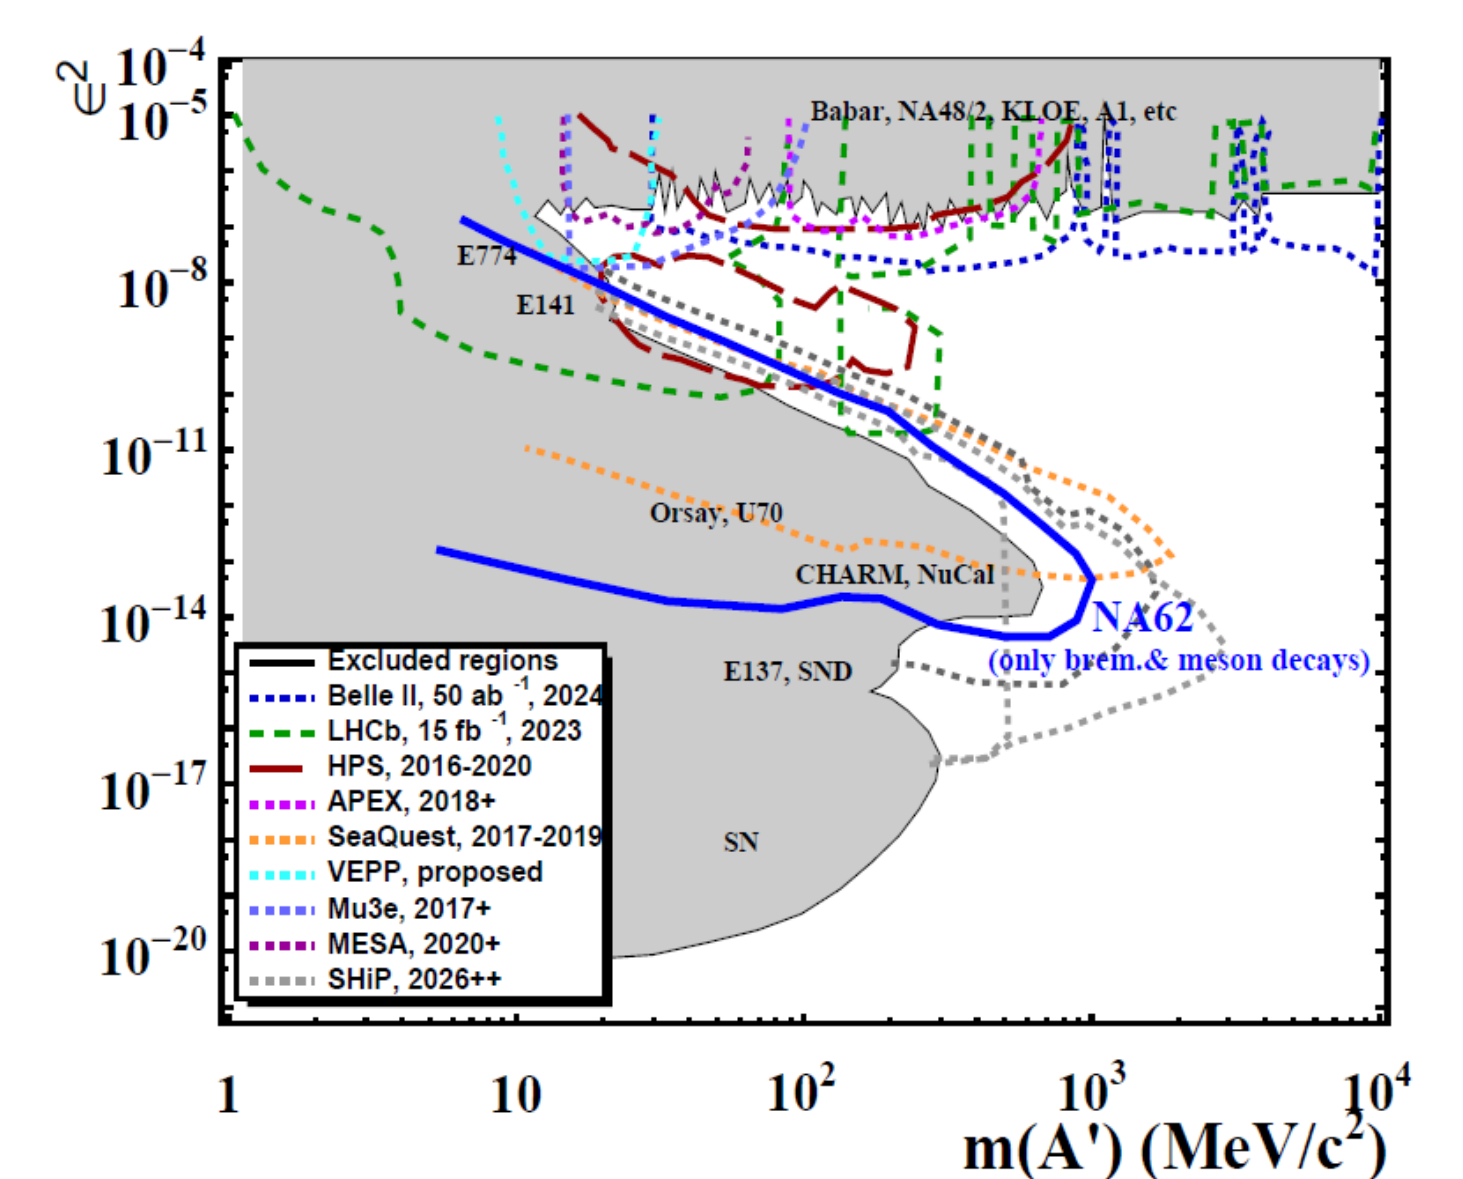 ϵ2
10−4
10−5
10−8
10−11
10−14
10−17
10−20
Babar, NA48/2, KLOE, A1, etc
E774
E141
Orsay, U70
CHARM, NuCal
NA62
(only brem.& meson decays)
E137, SND
SN
Excluded regions
Belle II, 50 ab -1, 2024
LHCb, 15 fb -1, 2023
HPS, 2016-2020
APEX, 2018+
SeaQuest, 2017-2019
VEPP, proposed
Mu3e, 2017+
MESA, 2020+
SHiP, 2026++
1 10 102 103 104
m(A') (MeV/c2)